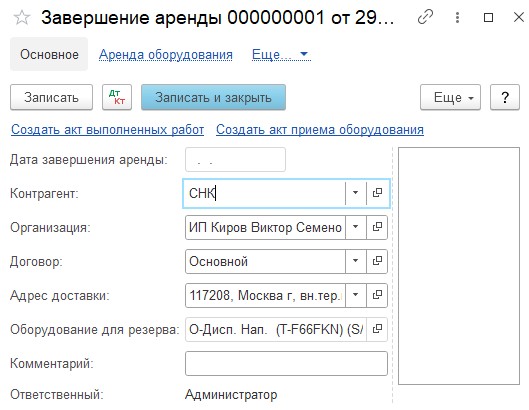 Завершение аренды 000000001 от 29...
Основное Аренда оборудования Еще...
Записать Дт Кт Записать и закрыть Еще ?
Создать акт выполненных работ Создать акт приема оборудования
Дата завершения аренды: . .
Контрагент: СНК
Организация: ИП Киров Виктор Семено
Договор: Основной
Адрес доставки: 117208, Москва г, вн.тер.
Оборудование для резерва: О-Дисп. Нап. (T-F66FKN) (S/
Комментарий:
Ответственный: Администратор